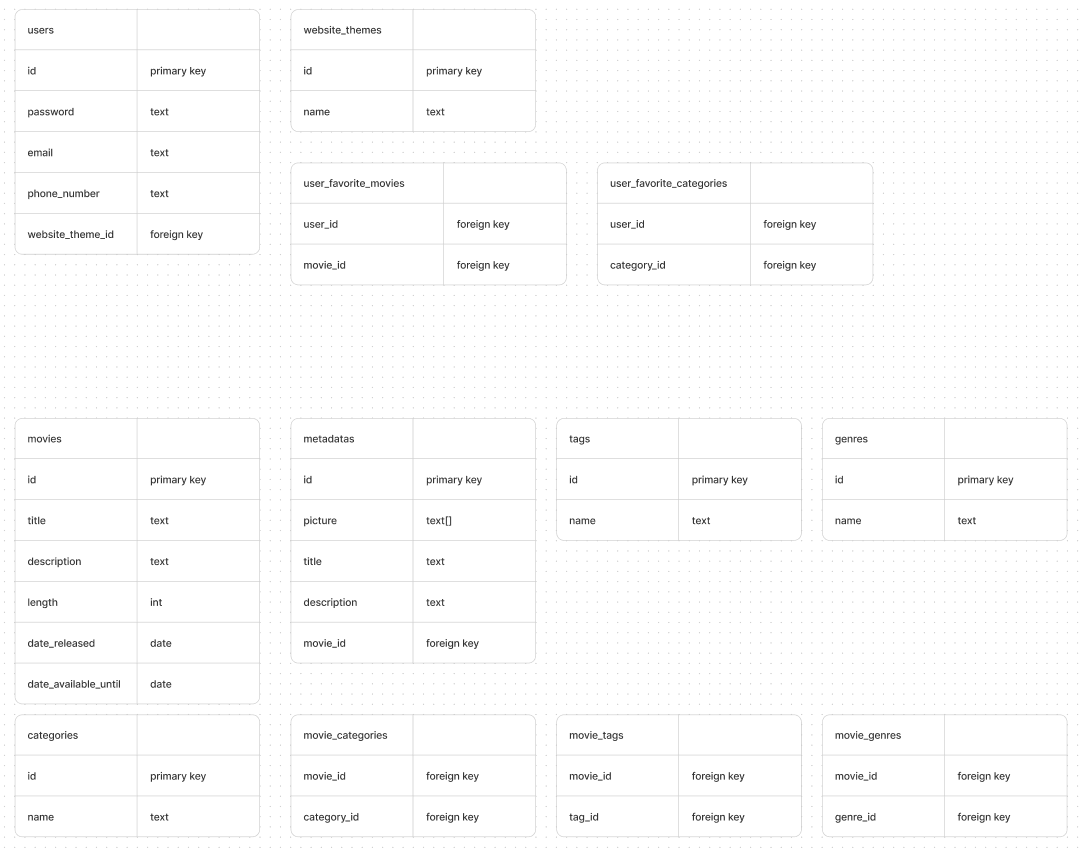 users
id primary key
password text
email text
phone_number text
website_theme_id foreign key
website_themes
id primary key
name text
user_favorite_movies
user_id foreign key
movie_id foreign key
user_favorite_categories
user_id foreign key
category_id foreign key
movies
id primary key
title text
description text
length int
date_released date
date_available_until date
metadatas
id primary key
picture text[]
title text
description text
movie_id foreign key
tags
id primary key
name text
genres
id primary key
name text
categories
id primary key
name text
movie_categories
movie_id foreign key
category_id foreign key
movie_tags
movie_id foreign key
tag_id foreign key
movie_genres
movie_id foreign key
genre_id foreign key